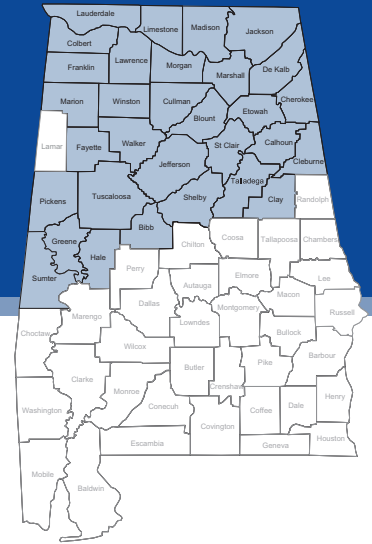 Lauderdale
Limestone
Madison
Jackson
Colbert
Lawrence
Franklin
Morgan
Marshall
De Kalb
Marion
Winston
Cullman
Cherokee
Etowah
Blount
Lamar
Fayette
Walker
St Clair
Calhoun
Jefferson
Cleburne
Talladega
Pickens
Tuscaloosa
Shelby
Clay
Randolph
Bibb
Greene
Hale
Chilton
Coosa
Tallapoosa
Chambers
Sumter
Perry
Autauga
Elmore
Lee
Dallas
Macon
Marengo
Montgomery
Russell
Choctaw
Lowndes
Bullock
Wilcox
Barbour
Clarke
Butler
Pike
Monroe
Crenshaw
Henry
Washington
Conecuh
Coffee
Dale
Covington
Escambia
Geneva
Houston
Mobile
Baldwin